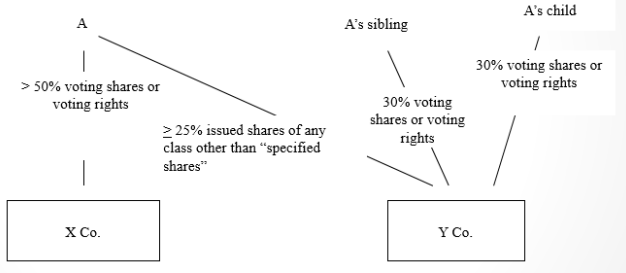 A
A's sibling
A's child
> 50% voting shares or
voting rights
≥ 25% issued shares of any
class other than “specified
shares”
30% voting
shares or voting
rights
30% voting shares or
voting rights
X Co.
Y Co.